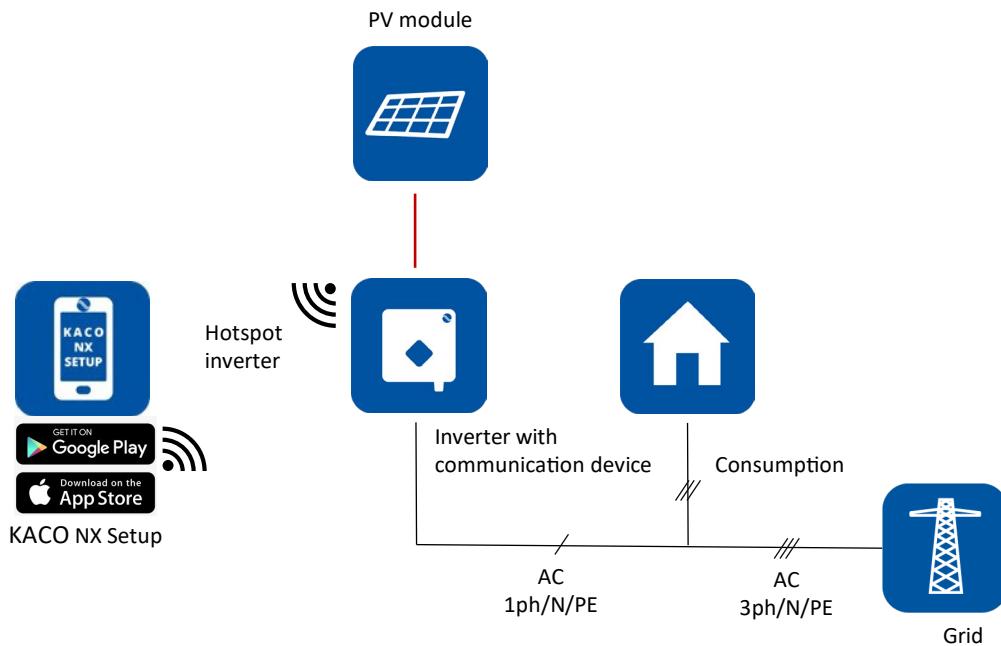 PV module
KACO
NX
SETUP
Hotspot
inverter
GET IT ON
Google Play
Download on the
App Store
KACO NX Setup
Inverter with
communication device
Consumption
AC
1ph/N/PE
AC
3ph/N/PE
Grid